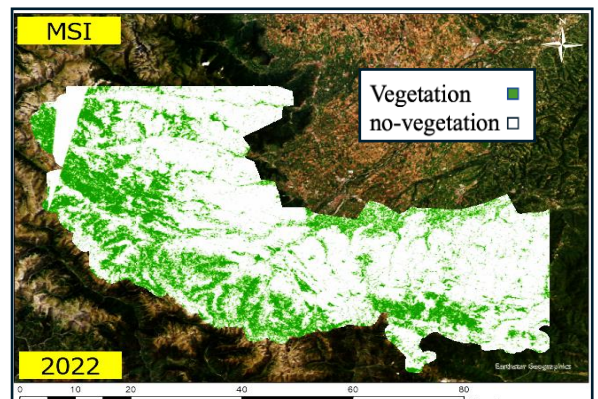 MSI
N
Vegetation
no-vegetation
2022
Earthstar Geographics
0 10 20 40 60 80